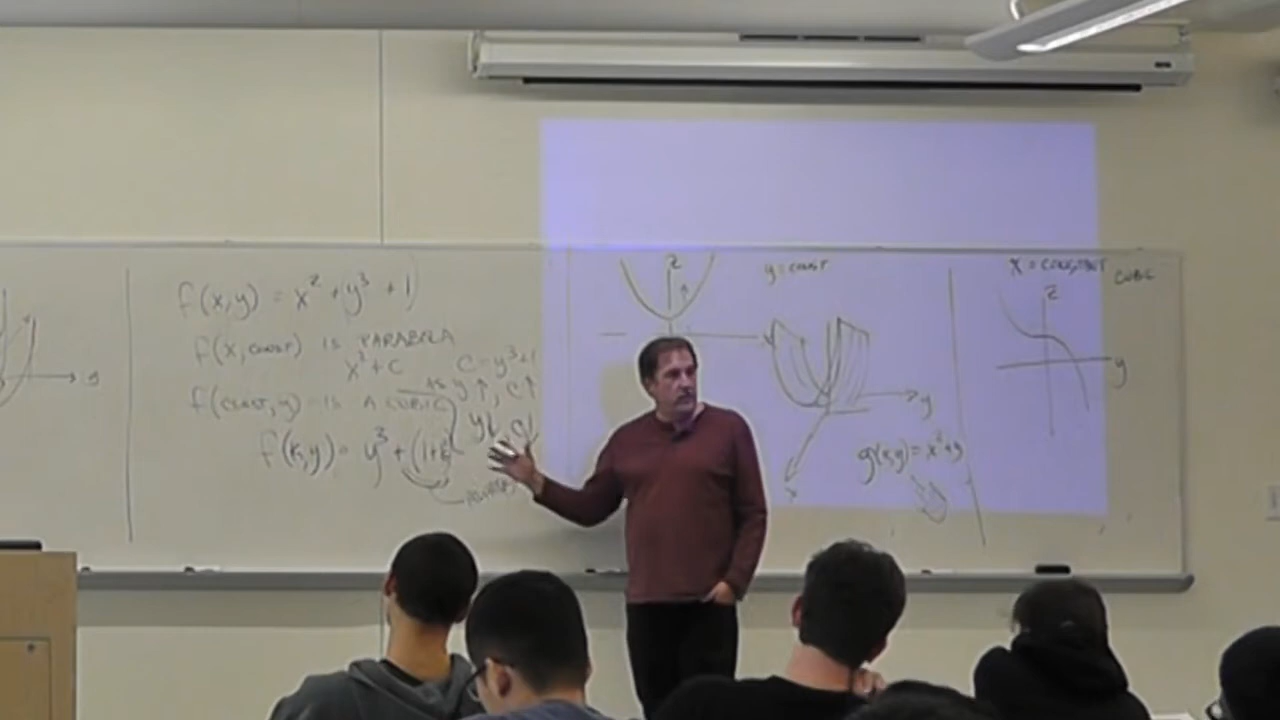 y
f(x,y) = x² + (y³ + 1)
f(x,const) IS PARABOLA
x² + C
C = y³+1
AS y↑, C↑
f(const,y) IS A CUBIC
y↓, C↓
f(k,y) = y³ + (1+k²
z
y = CONST
x
y
x
g(x,y) = x² + y
X = CONSTANT CUBIC
z
y